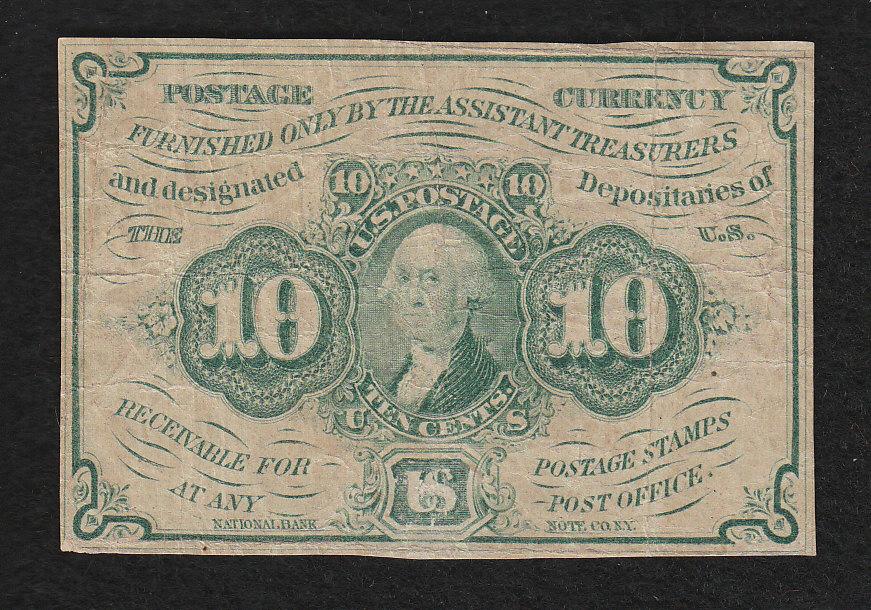 POSTAGE CURRENCY
FURNISHED ONLY BY THE ASSISTANT TREASURERS
and designated Depositaries of
THE U.S.
10 10
U.S. POSTAGE
10 10
TEN CENTS.
U S
RECEIVABLE FOR POSTAGE STAMPS
AT ANY POST OFFICE.
US
NATIONAL BANK NOTE CO. N.Y.